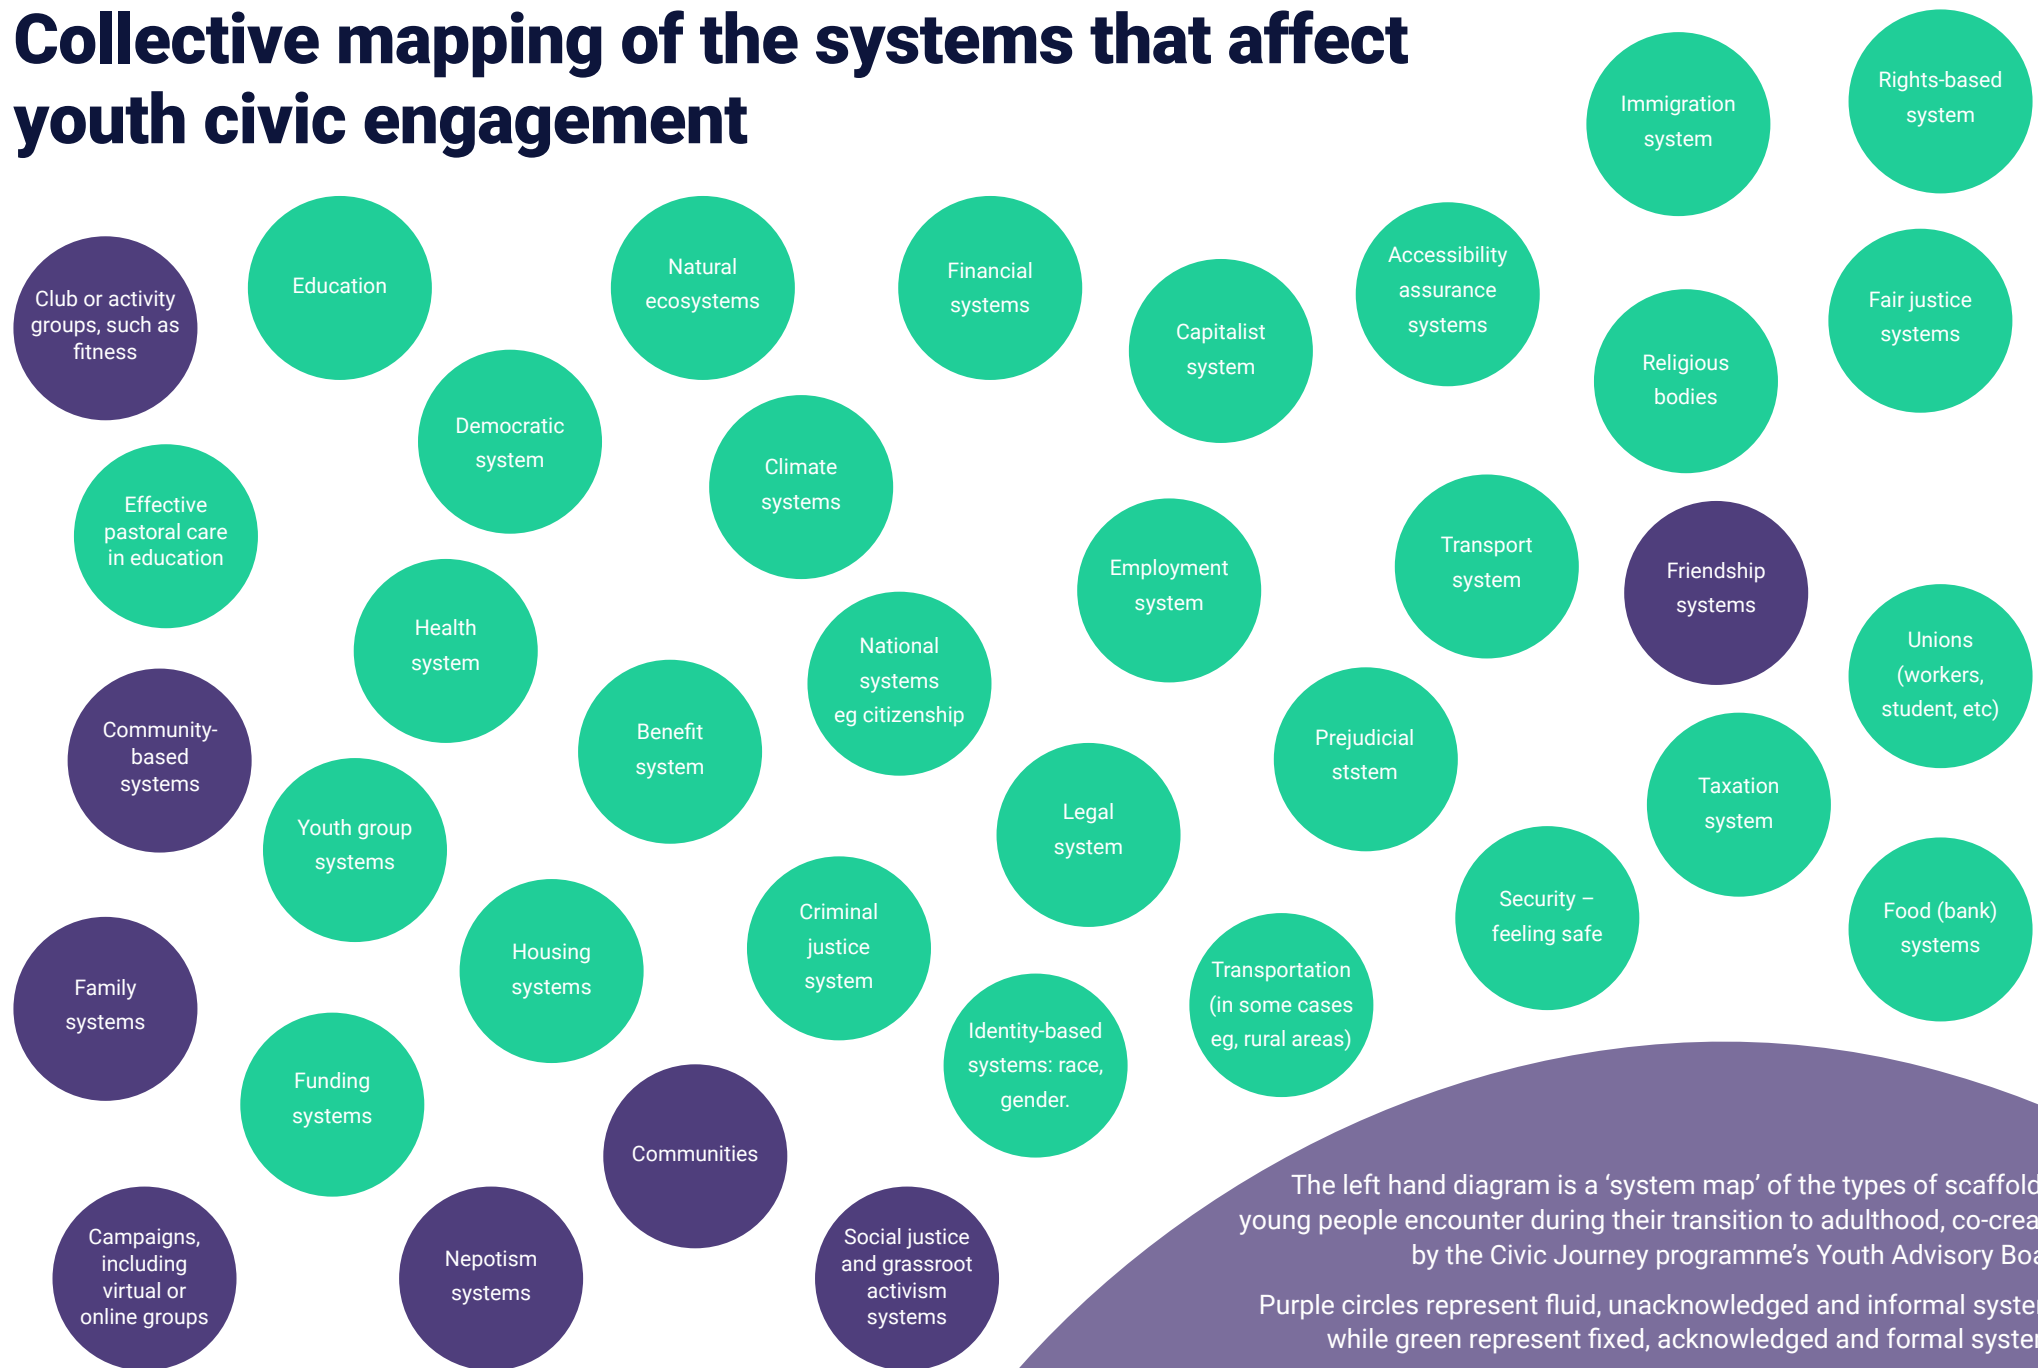 Collective mapping of the systems that affect
youth civic engagement
Immigration
system
Rights-based
system
Club or activity
groups, such as
fitness
Education
Natural
ecosystems
Financial
systems
Capitalist
system
Accessibility
assurance
systems
Religious
bodies
Fair justice
systems
Effective
pastoral care
in education
Democratic
system
Climate
systems
Employment
system
Transport
system
Friendship
systems
Unions
(workers,
student, etc)
Community-
based
systems
Health
system
Benefit
system
National
systems
eg citizenship
Legal
system
Prejudicial
ststem
Taxation
system
Youth group
systems
Housing
systems
Criminal
justice
system
Security –
feeling safe
Food (bank)
systems
Family
systems
Funding
systems
Identity-based
systems: race,
gender.
Transportation
(in some cases
eg, rural areas)
Communities
Campaigns,
including
virtual or
online groups
Nepotism
systems
Social justice
and grassroot
activism
systems
The left hand diagram is a ‘system map’ of the types of scaffold
young people encounter during their transition to adulthood, co-crea
by the Civic Journey programme’s Youth Advisory Boa
Purple circles represent fluid, unacknowledged and informal syste
while green represent fixed, acknowledged and formal syste